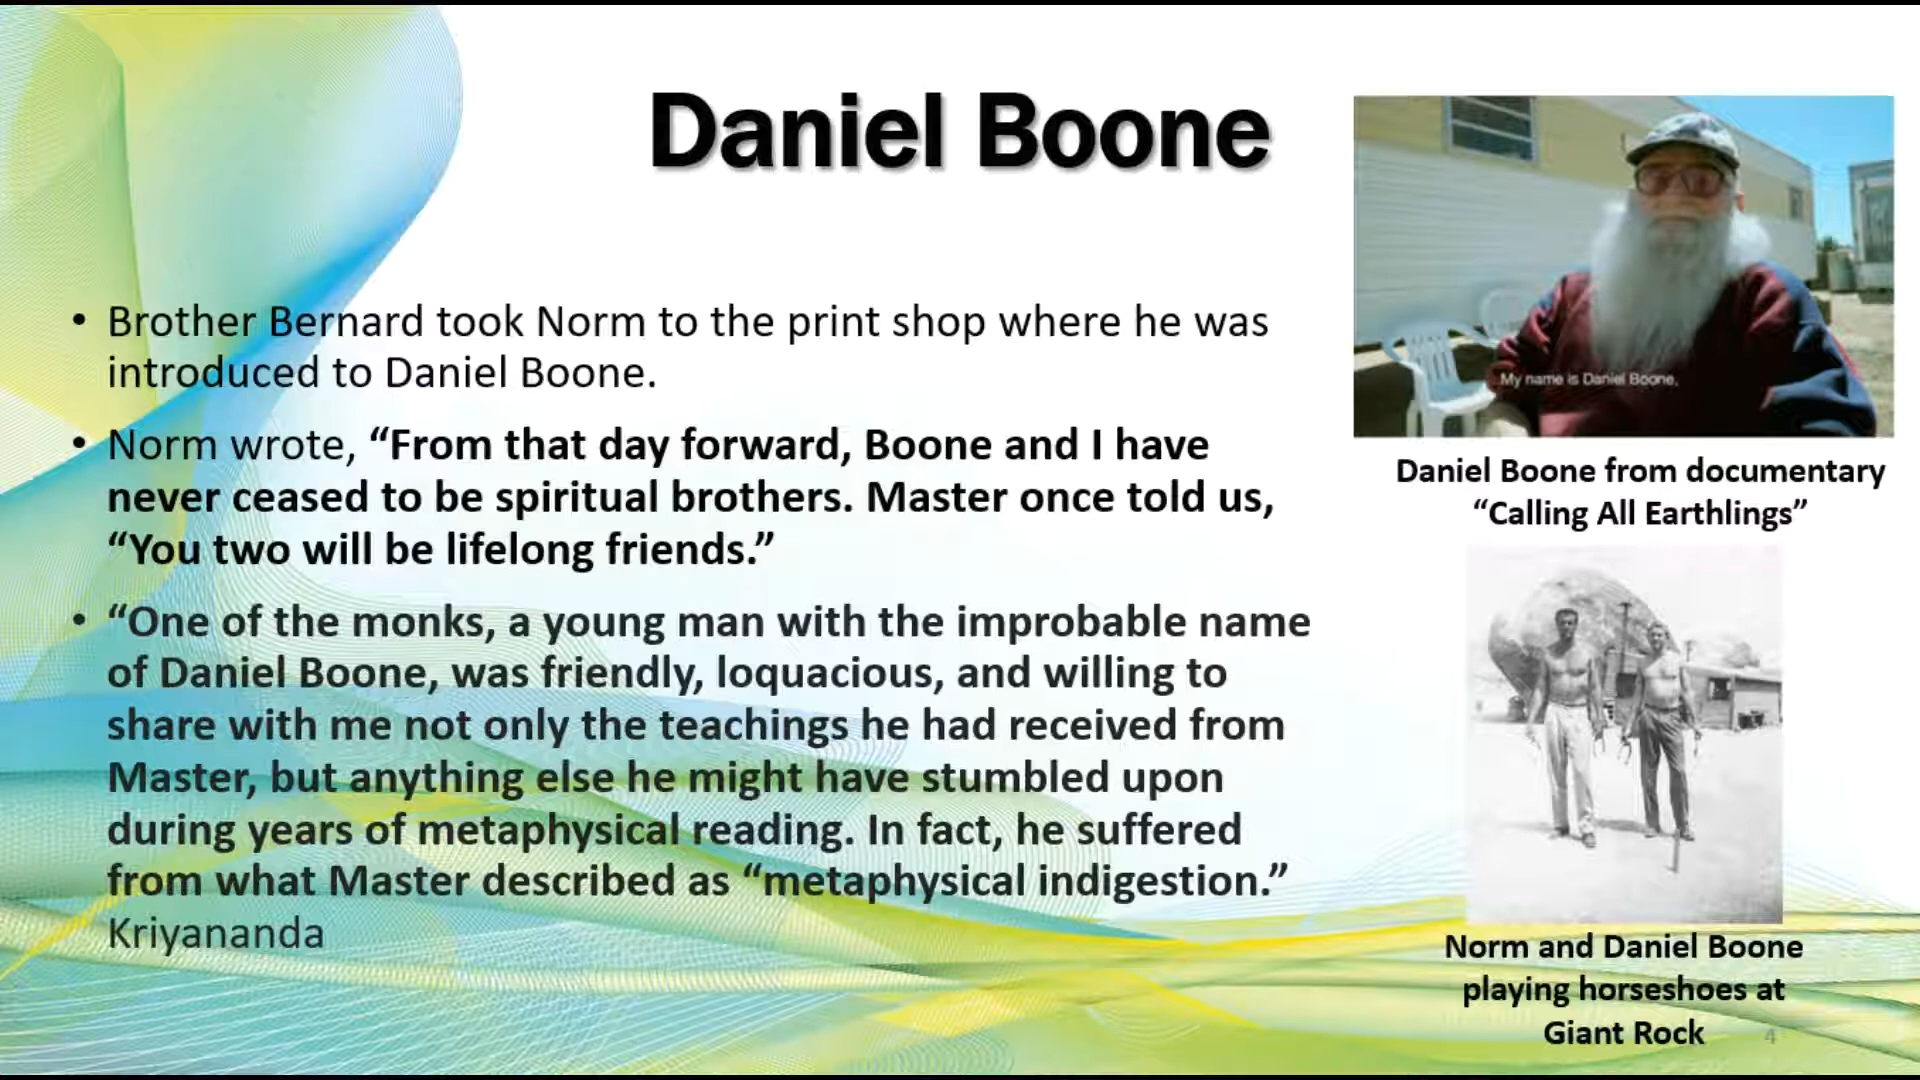 Daniel Boone
• Brother Bernard took Norm to the print shop where he was
introduced to Daniel Boone.
• Norm wrote, “From that day forward, Boone and I have
never ceased to be spiritual brothers. Master once told us,
“You two will be lifelong friends.”
• “One of the monks, a young man with the improbable name
of Daniel Boone, was friendly, loquacious, and willing to
share with me not only the teachings he had received from
Master, but anything else he might have stumbled upon
during years of metaphysical reading. In fact, he suffered
from what Master described as “metaphysical indigestion.”
Kriyananda
My name is Daniel Boone,
Daniel Boone from documentary
“Calling All Earthlings”
Norm and Daniel Boone
playing horseshoes at
Giant Rock
4